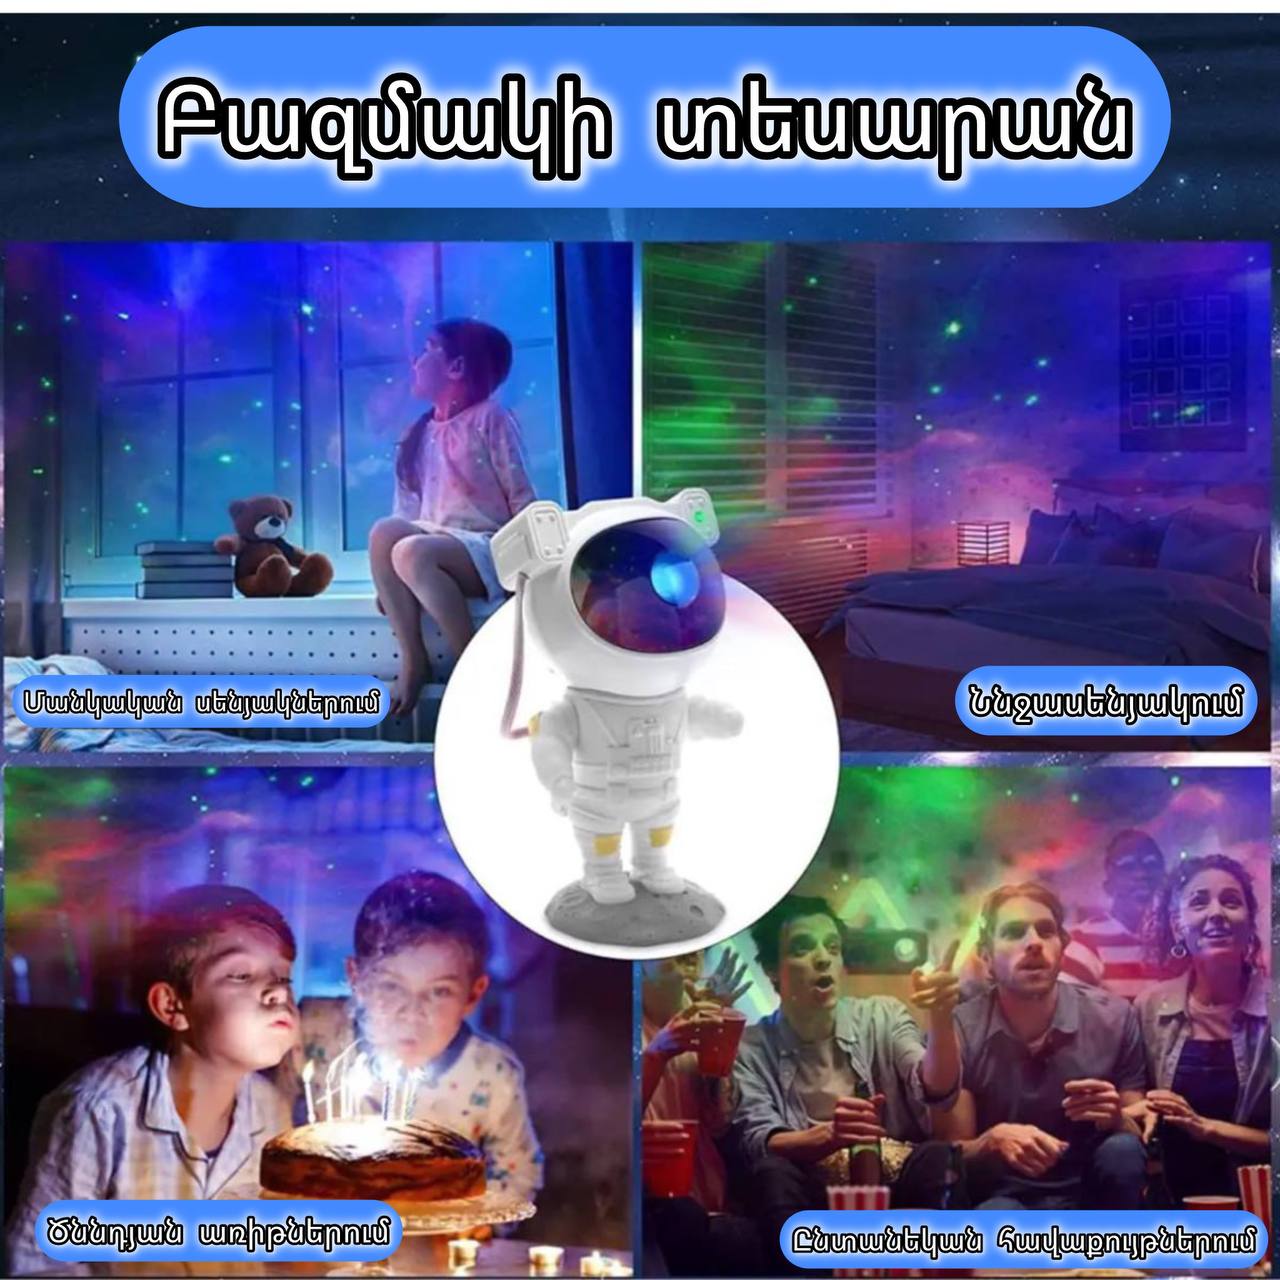 Բազմակի տեսարան
Մանկական սենյակներում
Ննջասենյակում
Ծննդյան առիթներում
Ընտանեկան հավաքույթներում